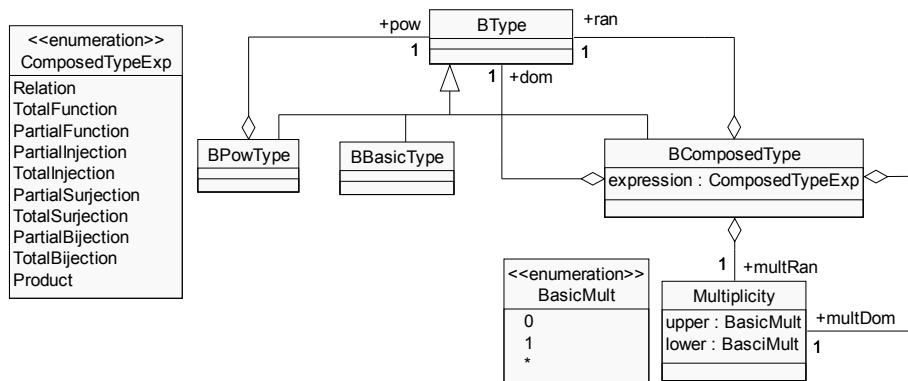 <<enumeration>>
ComposedTypeExp
Relation
TotalFunction
PartialFunction
PartialInjection
TotalInjection
PartialSurjection
TotalSurjection
PartialBijection
TotalBijection
Product
+pow
1
BType
+ran
1
1
+dom
BPowType
BBasicType
BComposedType
expression : ComposedTypeExp
<<enumeration>>
BasicMult
0
1
*
1
+multRan
Multiplicity
upper : BasicMult
lower : BasciMult
+multDom
1